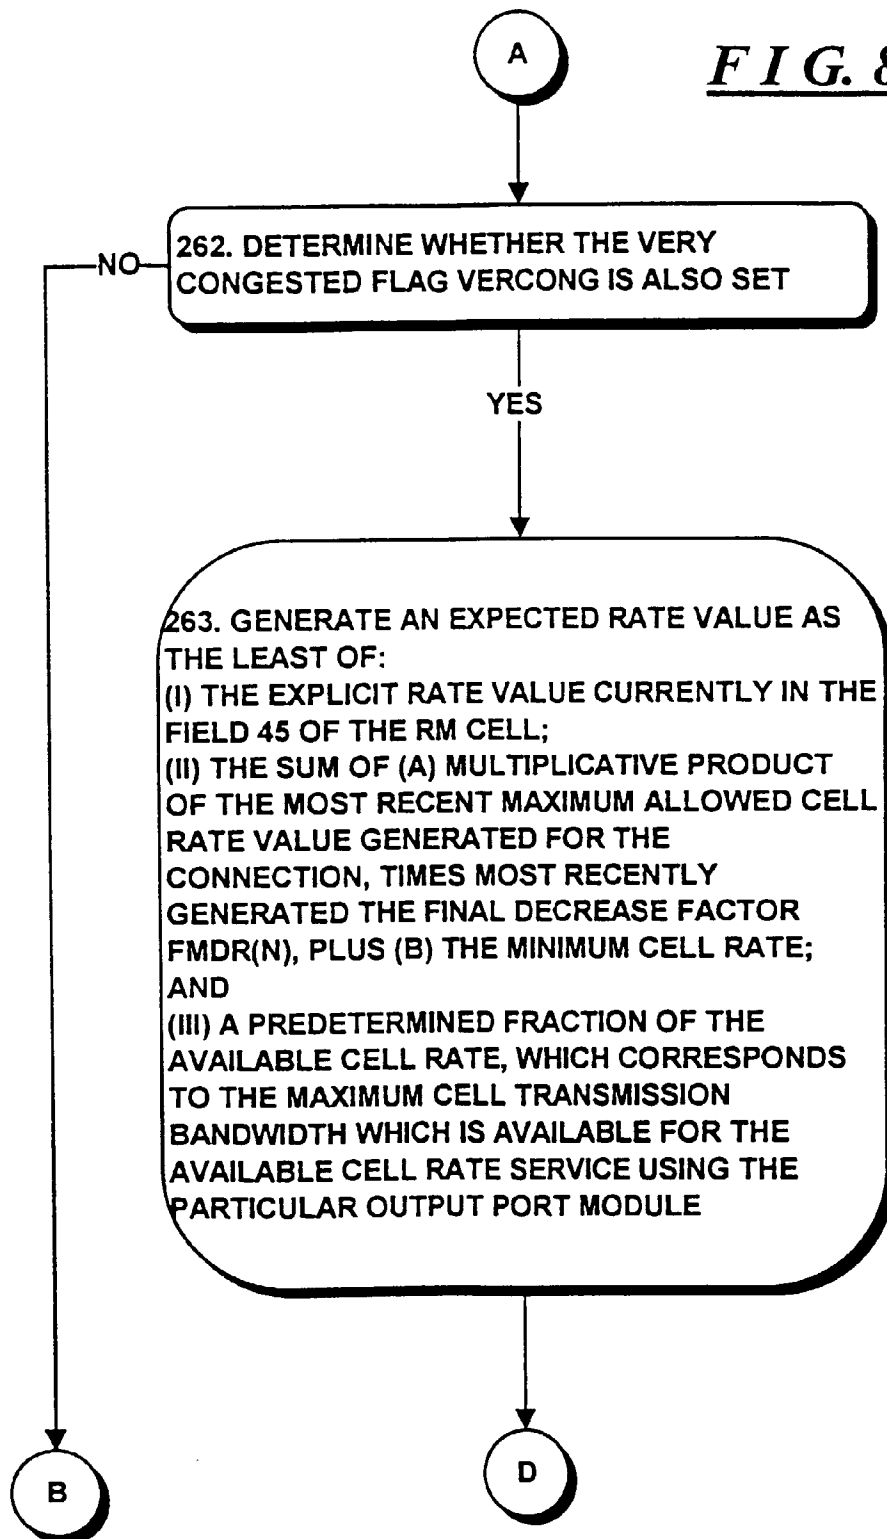 A
FIG. 8
262. DETERMINE WHETHER THE VERY
CONGESTED FLAG VERCONG IS ALSO SET
NO
YES
263. GENERATE AN EXPECTED RATE VALUE AS
THE LEAST OF:
(I) THE EXPLICIT RATE VALUE CURRENTLY IN THE
FIELD 45 OF THE RM CELL;
(II) THE SUM OF (A) MULTIPLICATIVE PRODUCT
OF THE MOST RECENT MAXIMUM ALLOWED CELL
RATE VALUE GENERATED FOR THE
CONNECTION, TIMES MOST RECENTLY
GENERATED THE FINAL DECREASE FACTOR
FMDR(N), PLUS (B) THE MINIMUM CELL RATE;
AND
(III) A PREDETERMINED FRACTION OF THE
AVAILABLE CELL RATE, WHICH CORRESPONDS
TO THE MAXIMUM CELL TRANSMISSION
BANDWIDTH WHICH IS AVAILABLE FOR THE
AVAILABLE CELL RATE SERVICE USING THE
PARTICULAR OUTPUT PORT MODULE
B
D